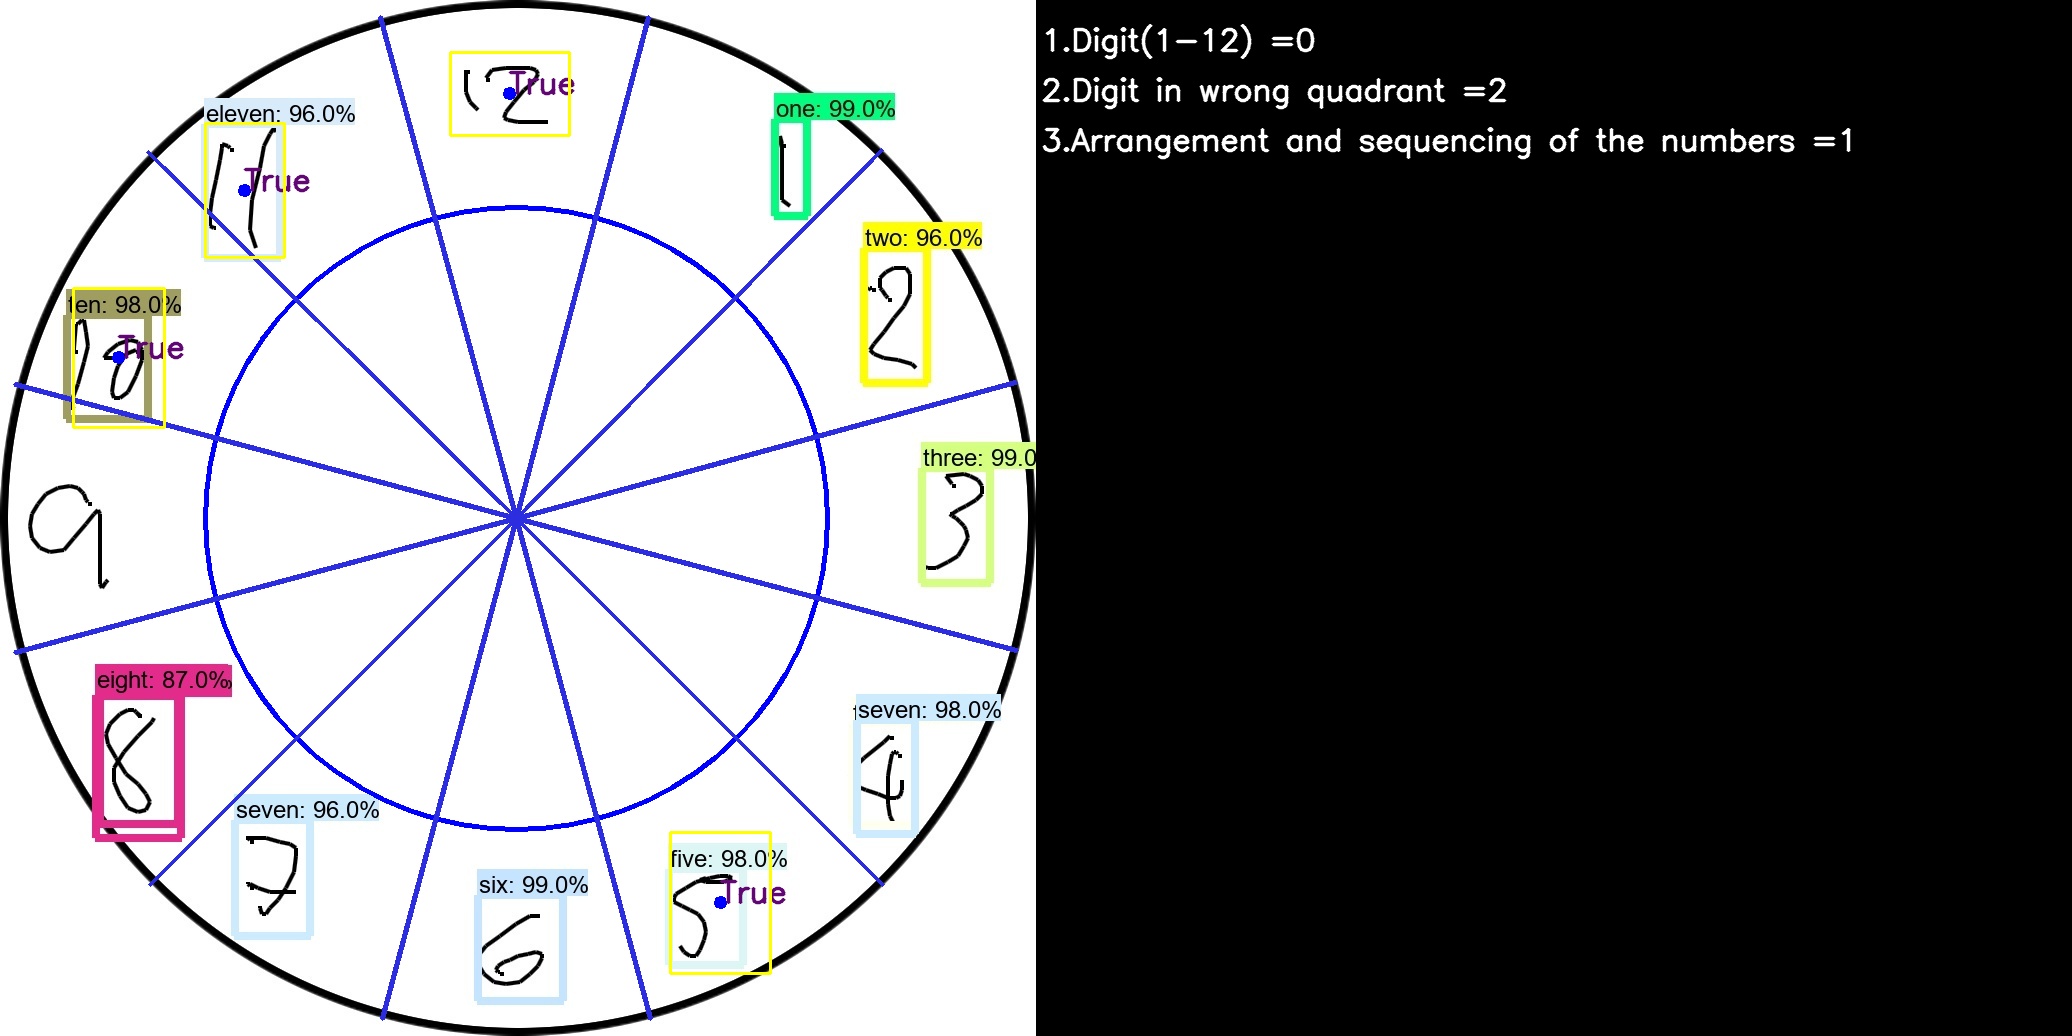 12
True
one: 99.0%
1
eleven: 96.0%
11
True
two: 96.0%
2
ten: 98.0%
10
True
three: 99.0
3
9
eight: 87.0%
8
seven: 98.0%
4
seven: 96.0%
7
five: 98.0%
5
True
six: 99.0%
6
1.Digit(1-12) =0
2.Digit in wrong quadrant =2
3.Arrangement and sequencing of the numbers =1